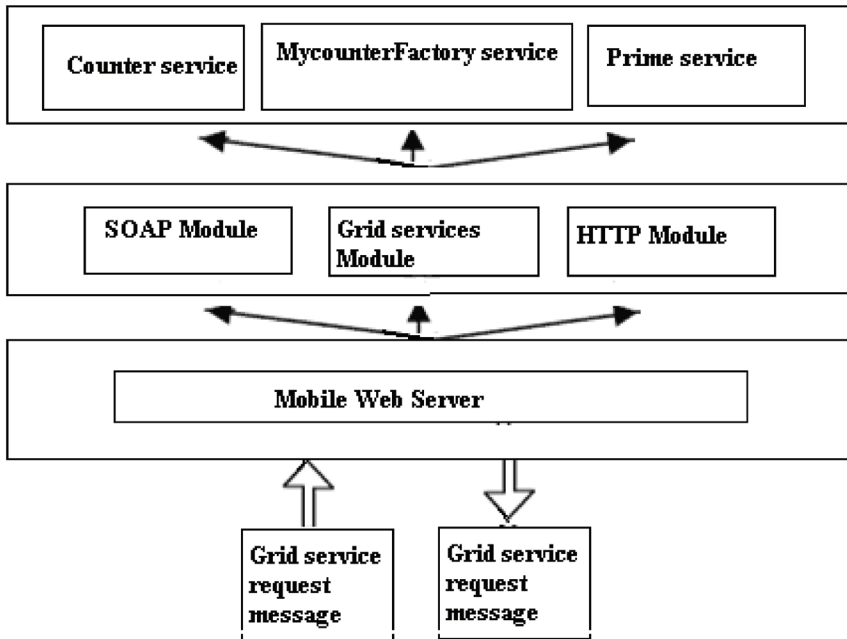 Counter service
MycounterFactory service
Prime service
SOAP Module
Grid services
Module
HTTP Module
Mobile Web Server
Grid service
request
message
Grid service
request
message